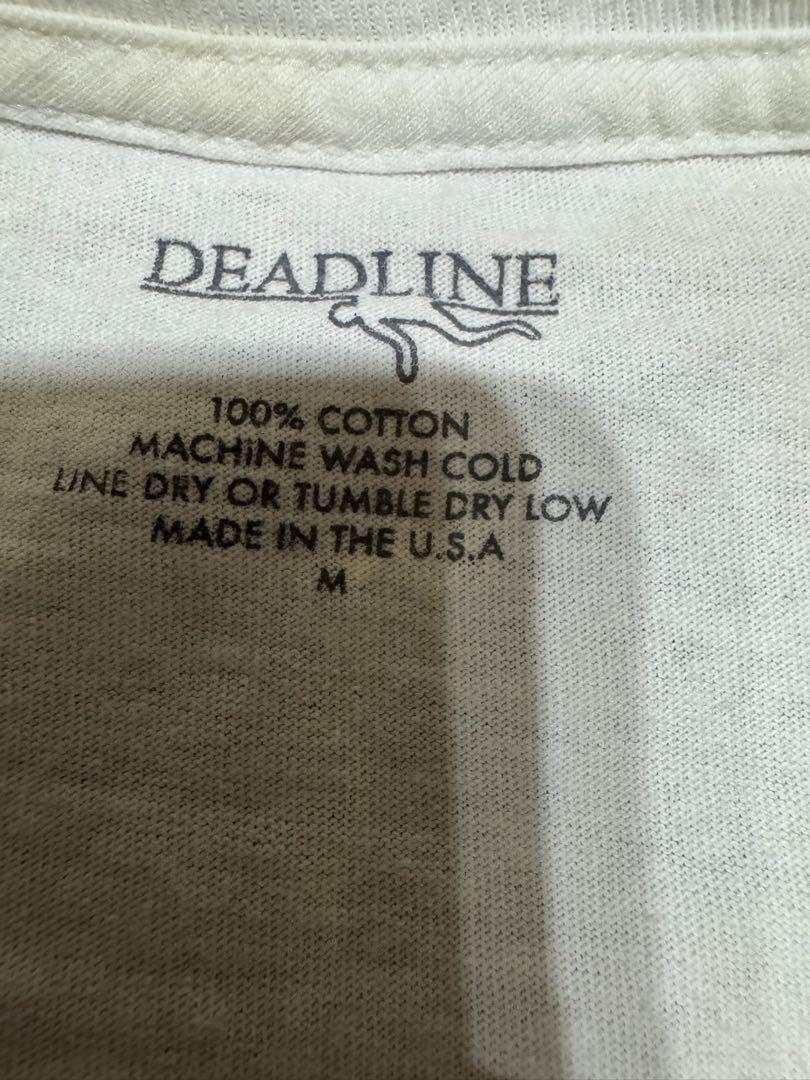 DEADLINE
100% COTTON
MACHINE WASH COLD
LINE DRY OR TUMBLE DRY LOW
MADE IN THE U.S.A
M